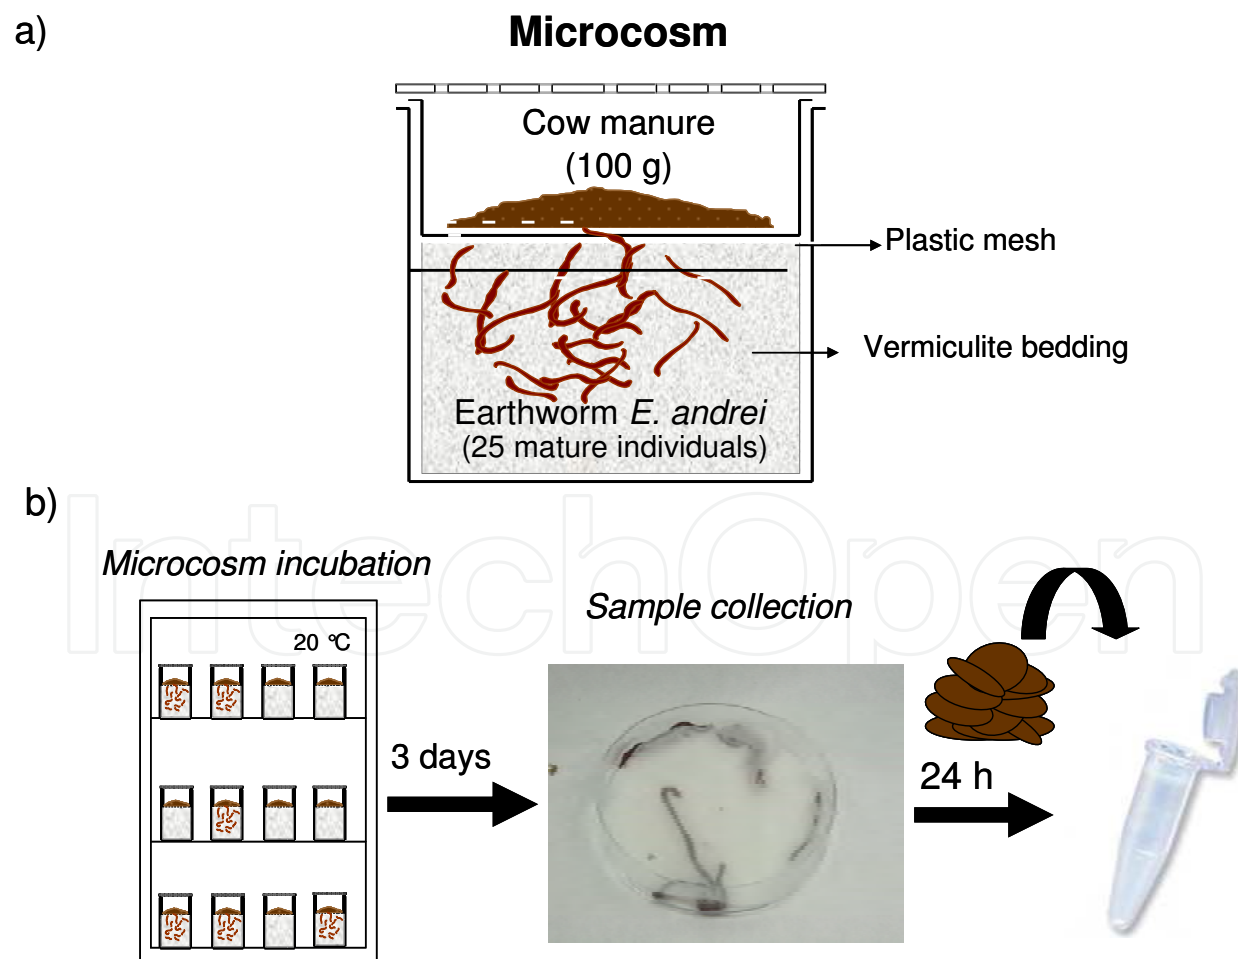 a)
Microcosm
Cow manure
(100 g)
Plastic mesh
Vermiculite bedding
Earthworm E. andrei
(25 mature individuals)
b)
IntechOpen
Microcosm incubation
Sample collection
20 °C
3 days
24 h